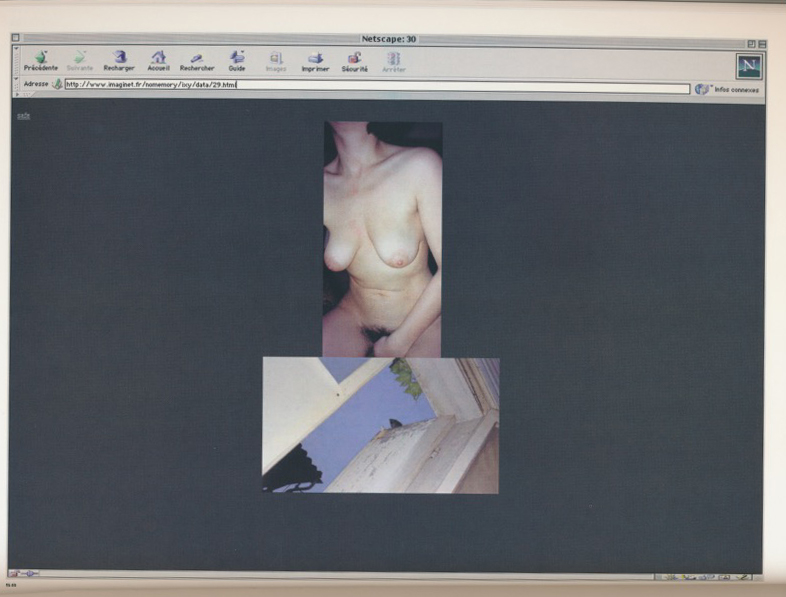 Netscape: 30
Précédente Suivante Recharger Accueil Rechercher Guide Images Imprimer Sécurité Arrêter
N
Adresse http://www.imaginet.fr/nomemory/ixy/data/29.html Infos connexes